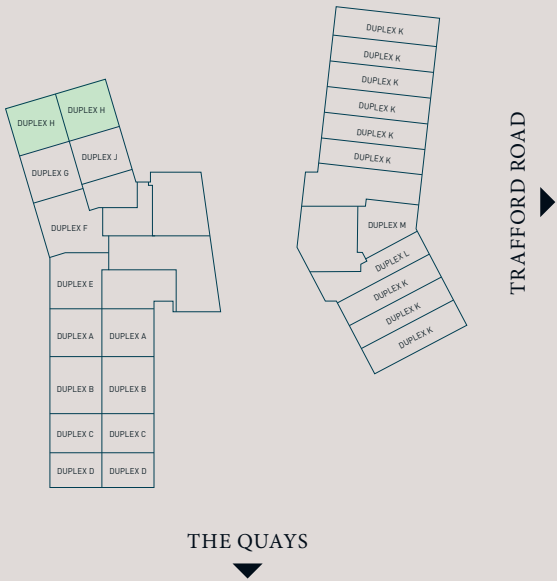 DUPLEX H
DUPLEX H
DUPLEX G
DUPLEX J
DUPLEX F
DUPLEX E
DUPLEX A
DUPLEX A
DUPLEX B
DUPLEX B
DUPLEX C
DUPLEX C
DUPLEX D
DUPLEX D
DUPLEX K
DUPLEX K
DUPLEX K
DUPLEX K
DUPLEX K
DUPLEX K
DUPLEX M
DUPLEX L
DUPLEX K
DUPLEX K
DUPLEX K
TRAFFORD ROAD
THE QUAYS